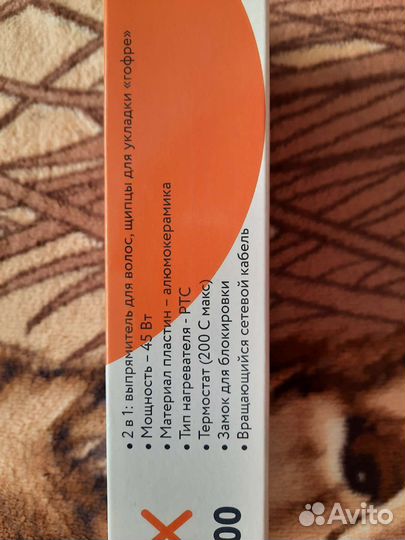 • 2 в 1: выпрямитель для волос, щипцы для укладки «гофре»
• Мощность – 45 Вт
• Материал пластин – алюмокерамика
• Тип нагревателя - PTC
• Термостат (200 С макс)
• Замок для блокировки
• Вращающийся сетевой кабель
X
00
Avito